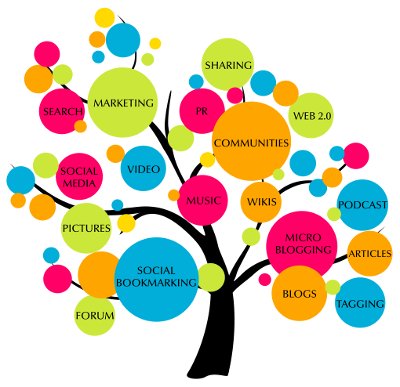 SHARING
MARKETING
SEARCH
PR
WEB 2.0
COMMUNITIES
VIDEO
SOCIAL
MEDIA
MUSIC
WIKIS
PODCAST
PICTURES
MICRO
BLOGGING
ARTICLES
SOCIAL
BOOKMARKING
BLOGS
TAGGING
FORUM